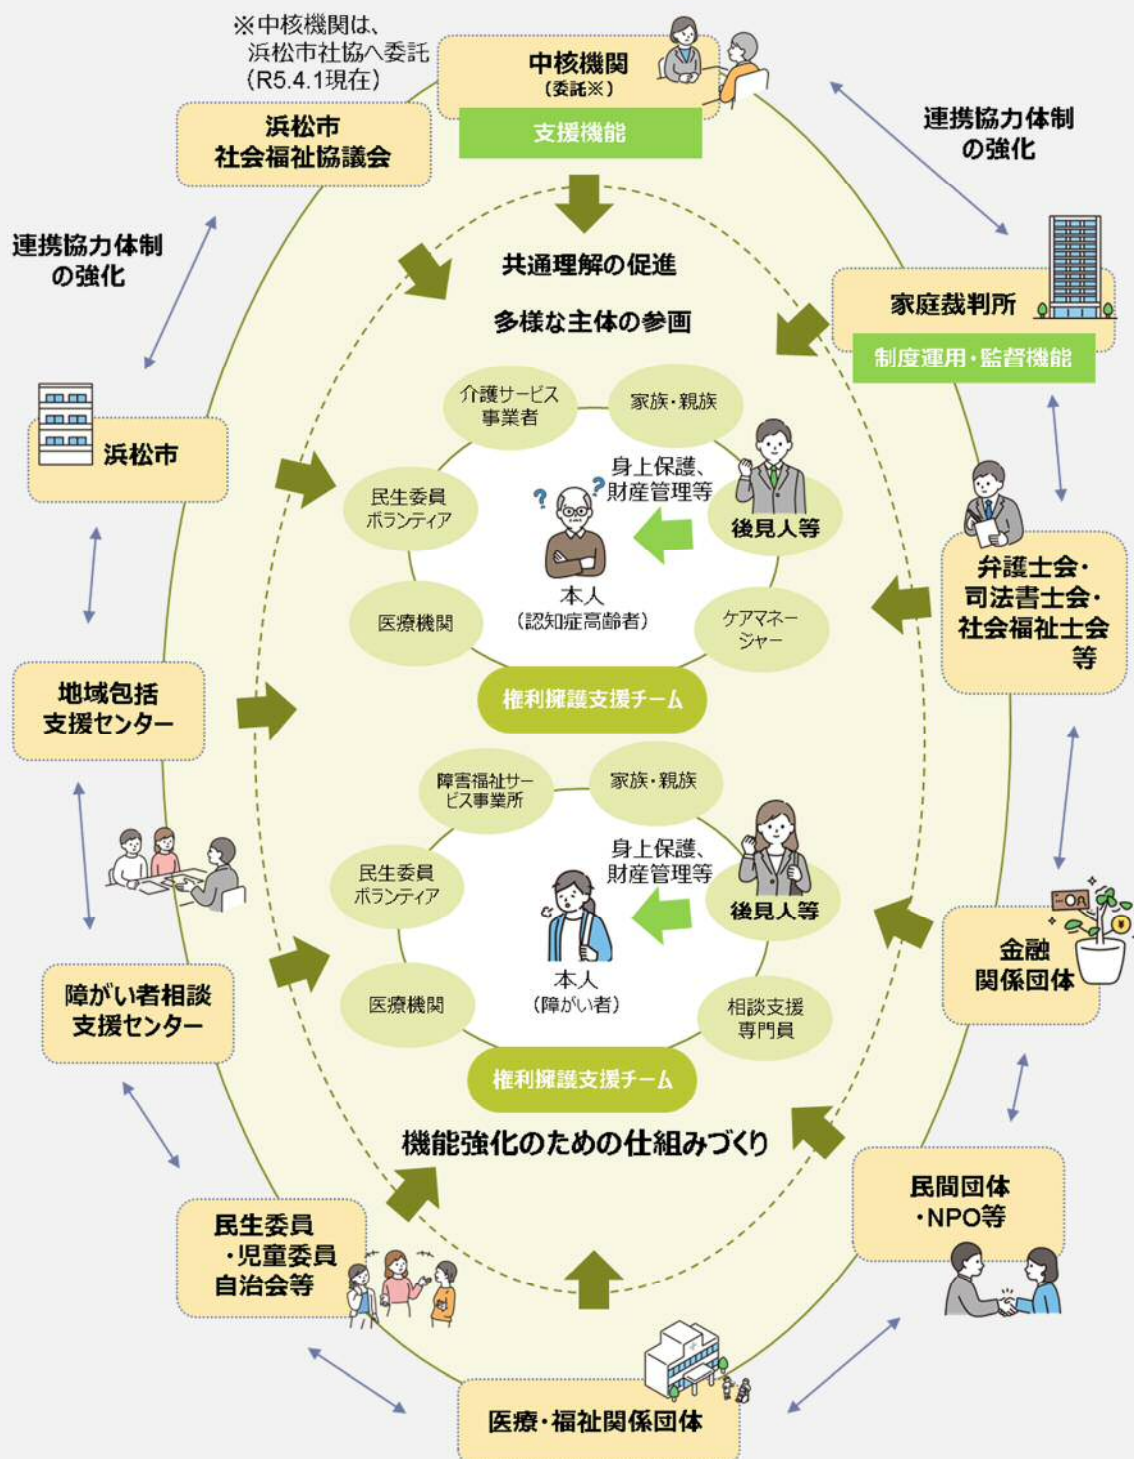 ※中核機関は、
浜松市社協へ委託
（R5.4.1現在）
中核機関
（委託※）
支援機能
浜松市
社会福祉協議会
連携協力体制
の強化
連携協力体制
の強化
共通理解の促進
多様な主体の参画
家庭裁判所
制度運用・監督機能
浜松市
介護サービス
事業者
家族・親族
民生委員
ボランティア
身上保護、
財産管理等
後見人等
?
?
本人
（認知症高齢者）
医療機関
ケアマネー
ジャー
権利擁護支援チーム
弁護士会・
司法書士会・
社会福祉士会
等
地域包括
支援センター
障害福祉サー
ビス事業所
家族・親族
民生委員
ボランティア
身上保護、
財産管理等
後見人等
本人
（障がい者）
医療機関
相談支援
専門員
権利擁護支援チーム
金融
関係団体
障がい者相談
支援センター
機能強化のための仕組みづくり
民生委員
・児童委員
自治会等
民間団体
・NPO等
医療・福祉関係団体